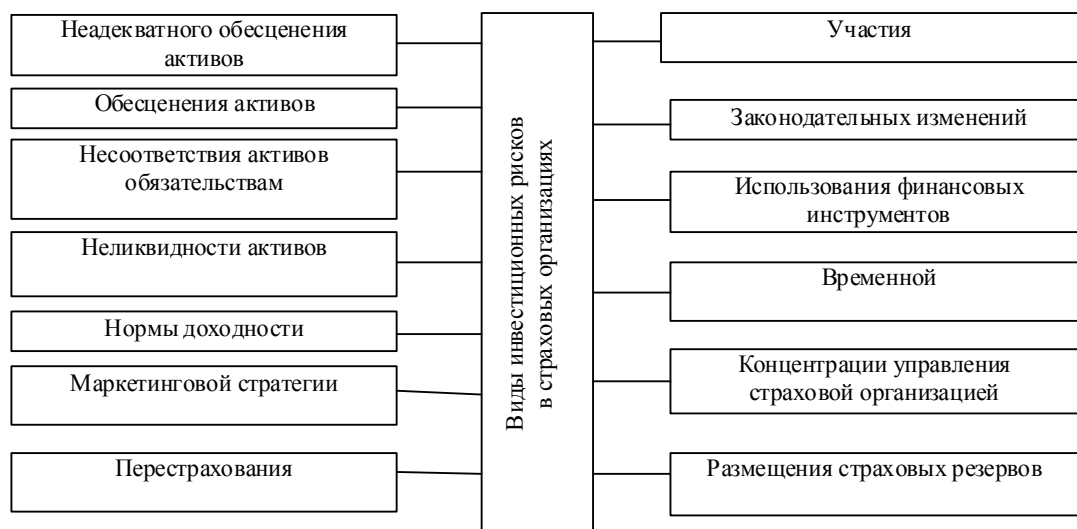 Неадекватного обесценения
активов
Обесценения активов
Несоответствия активов
обязательствам
Неликвидности активов
Нормы доходности
Маркетинговой стратегии
Перестрахования
Виды инвестиционных рисков
в страховых организациях
Участия
Законодательных изменений
Использования финансовых
инструментов
Временной
Концентрации управления
страховой организацией
Размещения страховых резервов